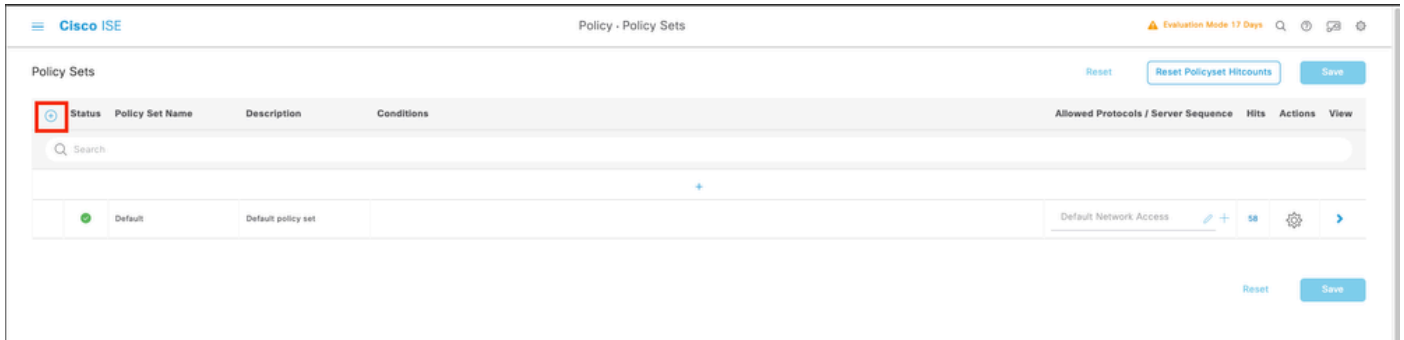 Cisco ISE Policy · Policy Sets Evaluation Mode 17 Days
Policy Sets Reset Reset Policyset Hitcounts Save
Status Policy Set Name Description Conditions Allowed Protocols / Server Sequence Hits Actions View
Search
+
Default Default policy set Default Network Access + 58
Reset Save